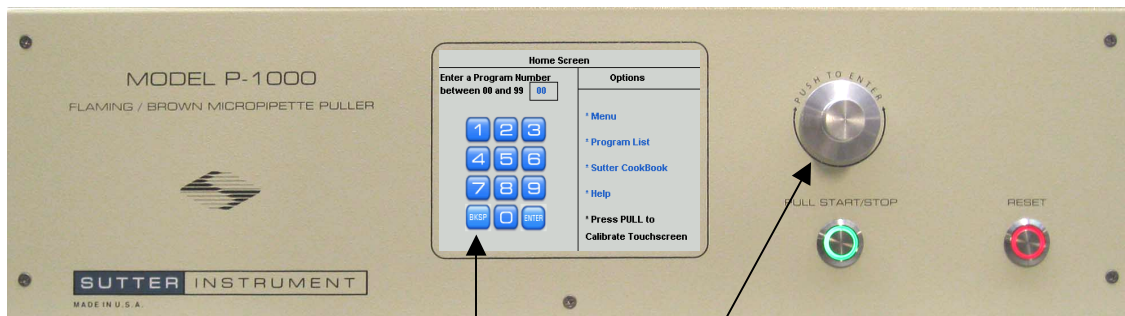 MODEL P-1000
FLAMING / BROWN MICROPIPETTE PULLER
SUTTER INSTRUMENT
MADE IN U.S.A.
Home Screen
Enter a Program Number
between 00 and 99 00
1 2 3
4 5 6
7 8 9
BKSP 0 ENTER
Options
* Menu
* Program List
* Sutter CookBook
* Help
* Press PULL to
Calibrate Touchscreen
PUSH TO ENTER
PULL START/STOP
RESET